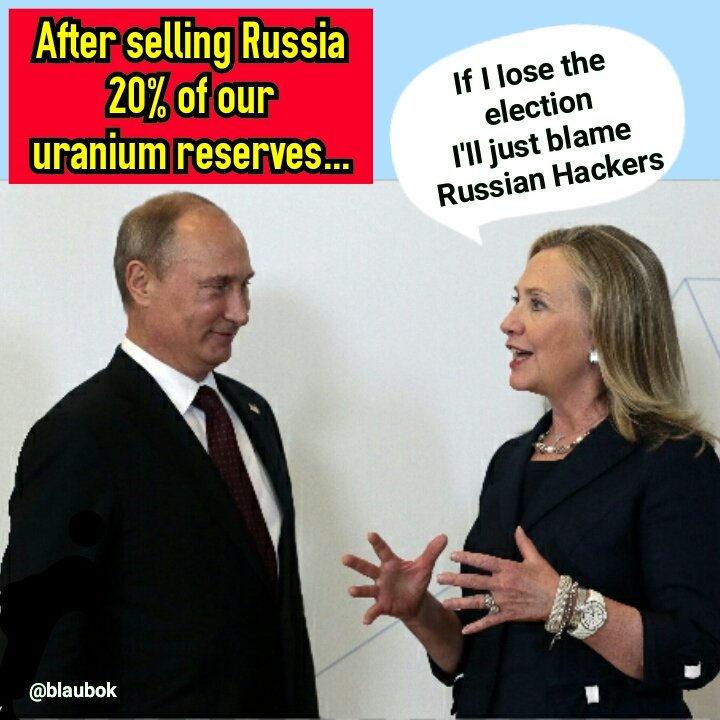 After selling Russia
20% of our
uranium reserves...
If I lose the
election
I'll just blame
Russian Hackers
@blaubok